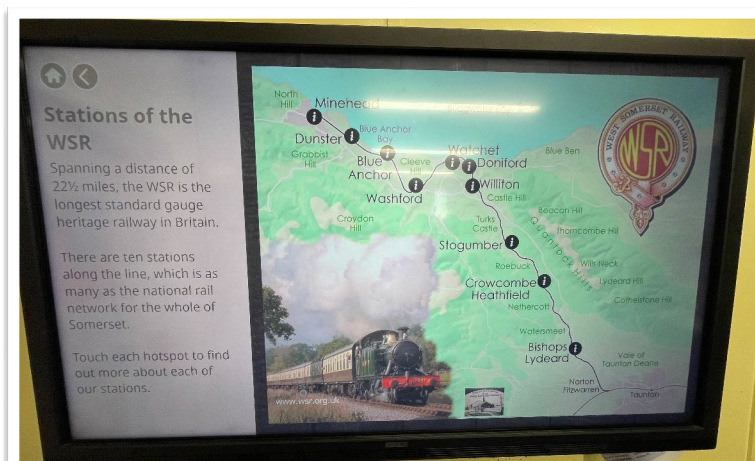 Stations of the
WSR
Spanning a distance of
22½ miles, the WSR is the
longest standard gauge
heritage railway in Britain.
There are ten stations
along the line, which is as
many as the national rail
network for the whole of
Somerset.
Touch each hotspot to find
out more about each of
our stations.
North
Hill
Minehead
Dunster
Blue Anchor
Bay
Grabbist
Hill
Blue
Anchor
Cleeve
Hill
Washford
Watchet
Doniford
Williton
Castle Hill
Blue Ben
Croydon
Hill
Turks
Castle
Beacon Hill
Thorncombe Hill
Quantock Hills
Stogumber
Roebuck
Wills Neck
Lydeard Hill
Crowcombe
Heathfield
Cothelstone Hill
Nethercott
Watersmeet
Bishops
Lydeard
Vale of
Taunton Deane
Norton
Fitzwarren
Taunton
WEST SOMERSET RAILWAY
WSR
www.wsr.org.uk